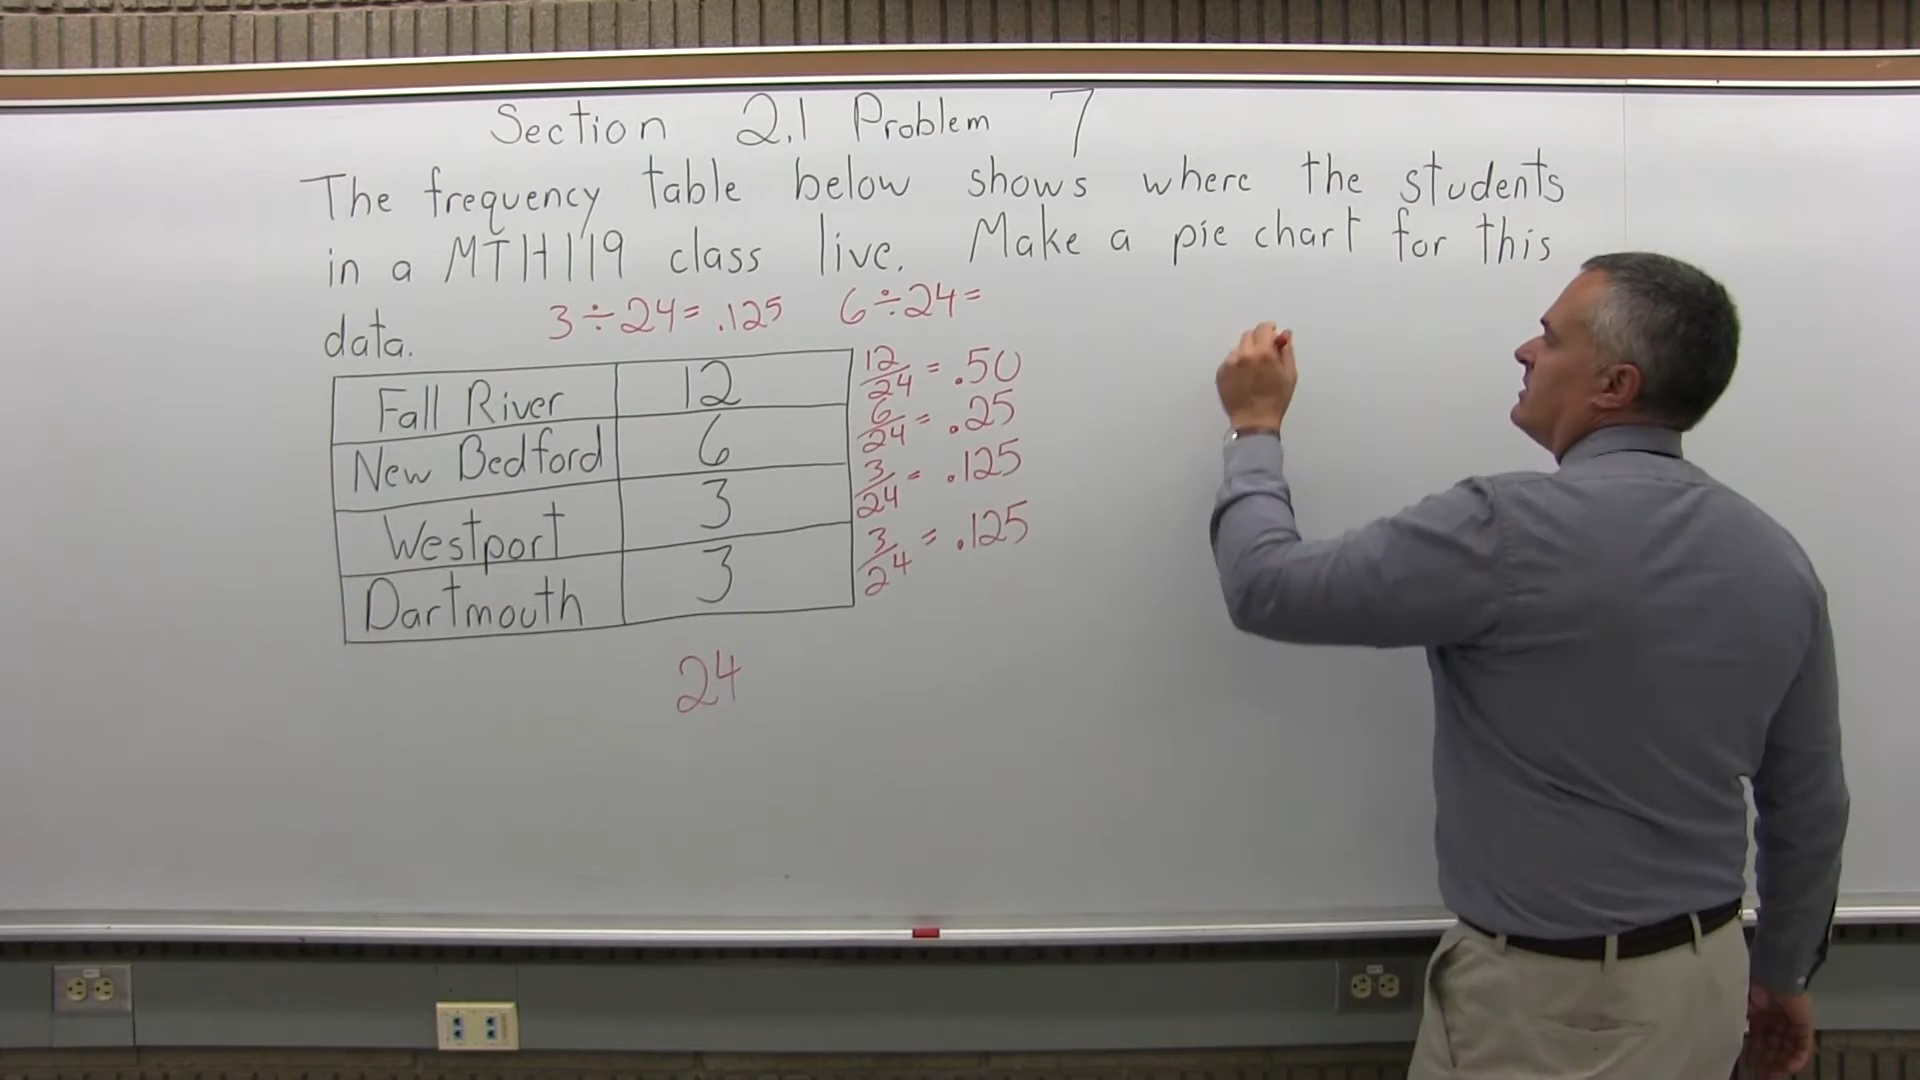 Section 2.1 Problem 7
The frequency table below shows where the students
in a MTH119 class live. Make a pie chart for this
data. 3 ÷ 24 = .125 6 ÷ 24 =
Fall River 12 12/24 = .50
New Bedford 6 6/24 = .25
Westport 3 3/24 = .125
Dartmouth 3 3/24 = .125
24